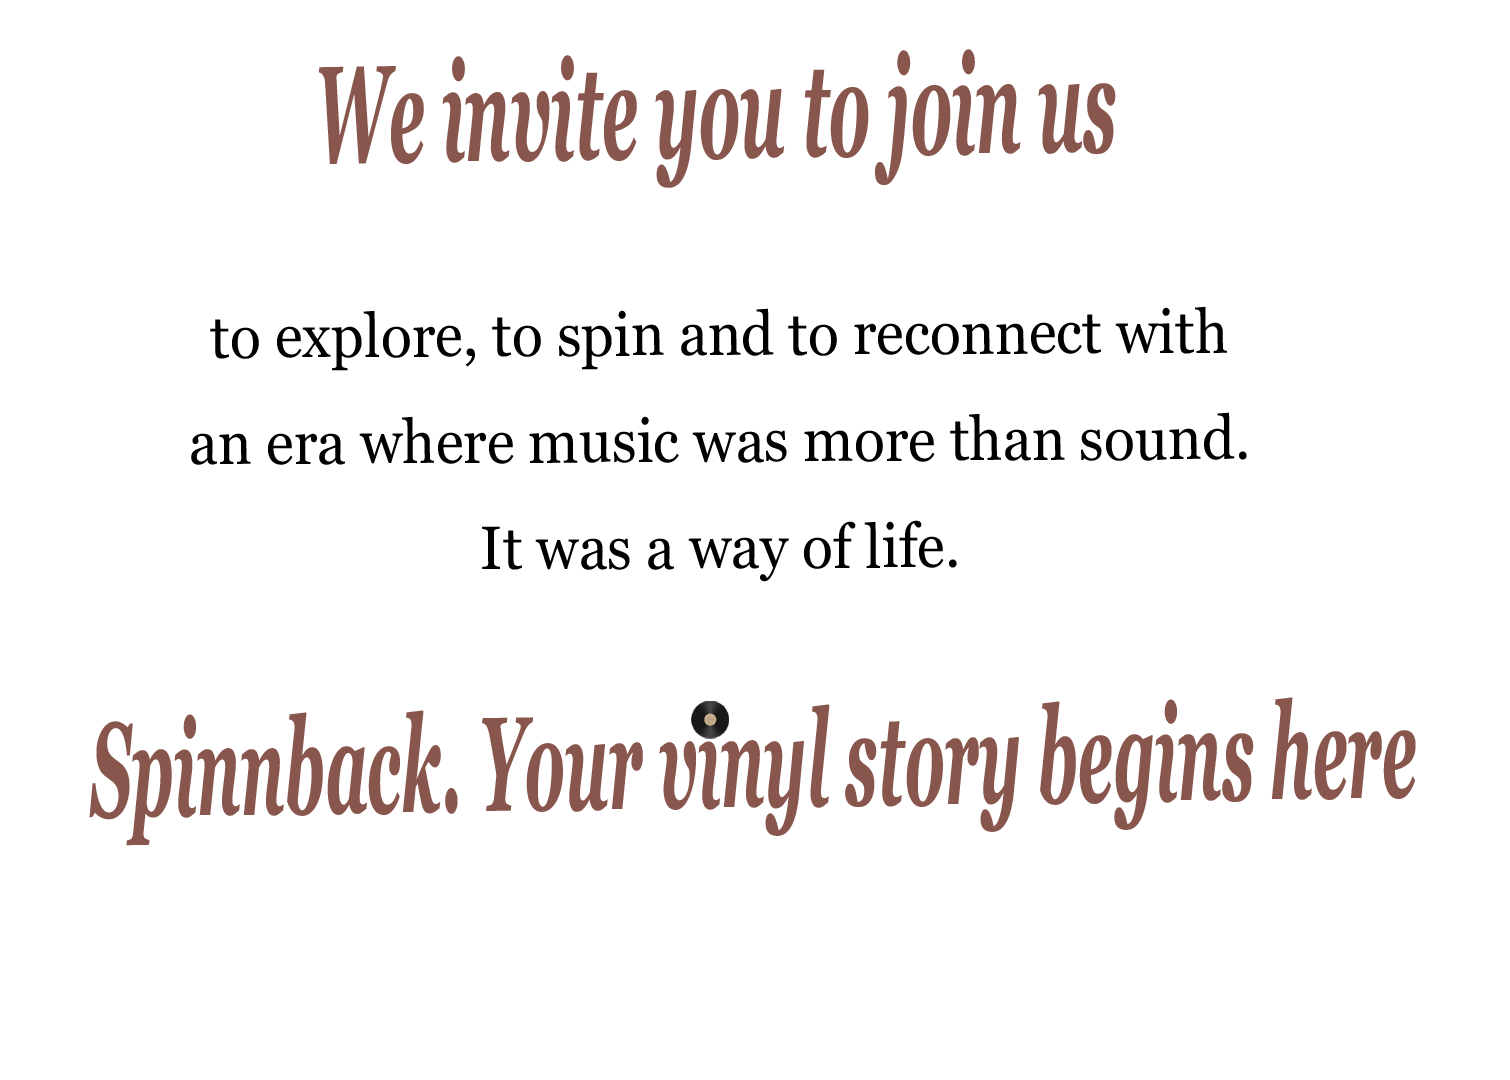 We invite you to join us
to explore, to spin and to reconnect with
an era where music was more than sound.
It was a way of life.
Spinnback. Your vinyl story begins here